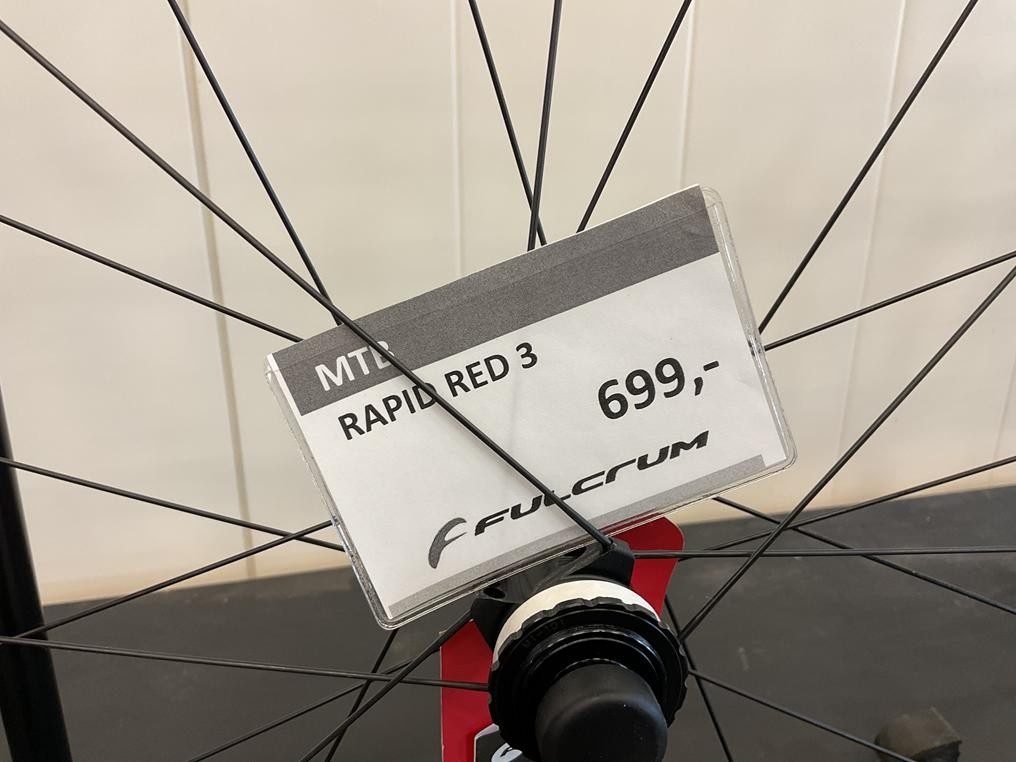 MTB
RAPID RED 3
699,-
FULCRUM